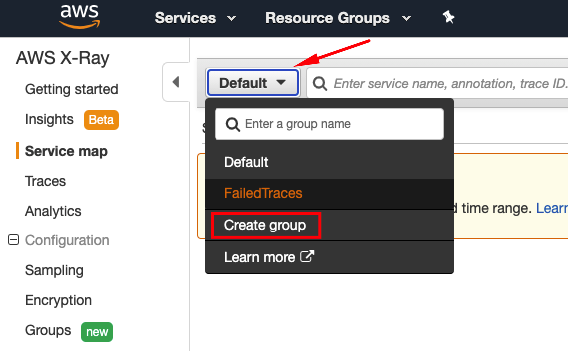 aws Services Resource Groups
AWS X-Ray
Getting started
Insights Beta
Service map
Traces
Analytics
Configuration
Sampling
Encryption
Groups new
Default Enter service name, annotation, trace ID.
Enter a group name
Default
FailedTraces
Create group
Learn more
d time range. Learn